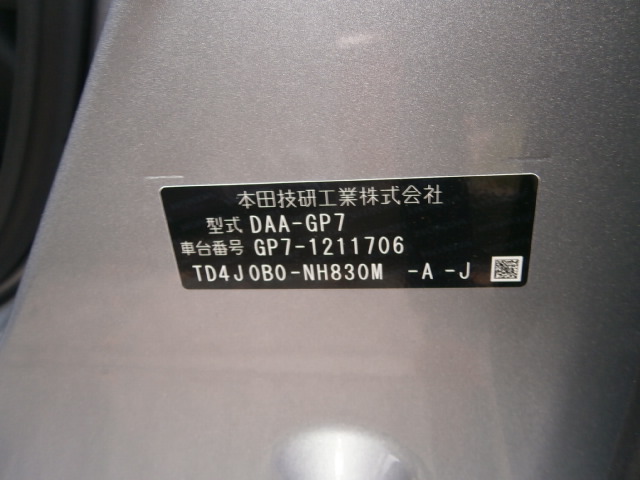 本田技研工業株式会社
型式 DAA-GP7
車台番号 GP7-1211706
TD4J0B0-NH830M -A -J